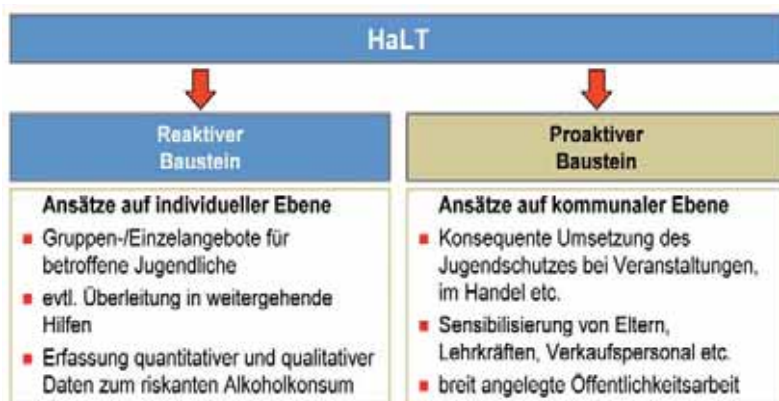 HaLT
Reaktiver
Baustein
Ansätze auf individueller Ebene
Gruppen-/Einzelangebote für
betroffene Jugendliche
evtl. Überleitung in weitergehende
Hilfen
Erfassung quantitativer und qualitativer
Daten zum riskanten Alkoholkonsum
Proaktiver
Baustein
Ansätze auf kommunaler Ebene
Konsequente Umsetzung des
Jugendschutzes bei Veranstaltungen,
im Handel etc.
Sensibilisierung von Eltern,
Lehrkräften, Verkaufspersonal etc.
breit angelegte Öffentlichkeitsarbeit